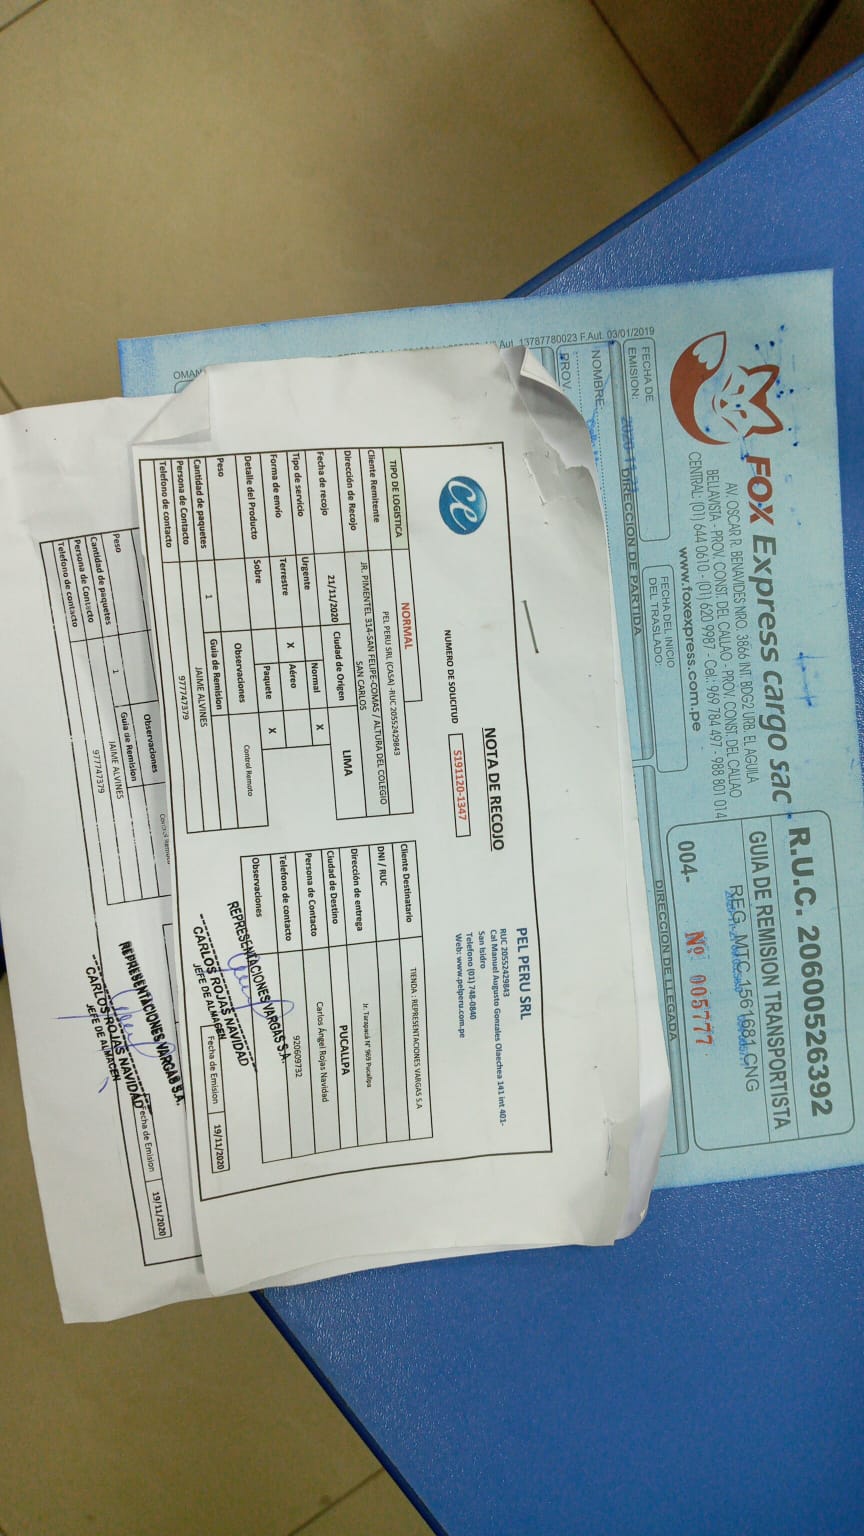 FOX Express cargo sac
AV. OSCAR R. BENAVIDES NRO. 3866 INT. BDG2 URB. EL AGUILA
BELLAVISTA - PROV. CONST. DEL CALLAO - PROV. CONST. DEL CALLAO
CENTRAL: (01) 644 0610 - (01) 620 9987 - Cel.: 969 784 497 - 988 801 014
www.foxexpress.com.pe
R.U.C. 20600526392
GUIA DE REMISION TRANSPORTISTA
REG. MTC 1561681 CNG
004- Nº 005777
FECHA DE EMISION:
FECHA DEL INICIO DEL TRASLADO:
DIRECCION DE PARTIDA
DIRECCION DE LLEGADA
NOMBRE
PROV.
Aut. 13787780023 F.Aut. 03/01/2019
ce
PEL PERU SRL
RUC 20552429843
Cal Manuel Augusto Gonzales Olaechea 141 int 401-
San Isidro
Telefono (01) 748-0840
Web: www.pelperu.com.pe
NOTA DE RECOJO
NUMERO DE SOLICITUD S191120-1347
TIPO DE LOGISTICA NORMAL
Cliente Remitente PEL PERU SRL (CASA) -RUC 20552429843
Dirección de Recojo JR. PIMENTEL 314-SAN FELIPE-COMAS / ALTURA DEL COLEGIO
SAN CARLOS
Fecha de recojo 21/11/2020 Ciudad de Origen LIMA
Tipo de servicio Urgente Normal X
Forma de envío Terrestre X Aéreo
Detalle del Producto Sobre Paquete X
Peso Observaciones Control Remoto
Cantidad de paquetes 1 Guia de Remision
Persona de Contacto JAIME ALVINES
Telefono de contacto 977747379
Cliente Destinatario TIENDA : REPRESENTACIONES VARGAS S.A
DNI / RUC
Dirección de entrega Jr. Tarapacá N° 969 Pucallpa
Ciudad de Destino PUCALLPA
Persona de Contacto Carlos Ángel Rojas Navidad
Telefono de contacto 920609732
Observaciones
REPRESENTACIONES VARGAS S.A.
CARLOS ROJAS NAVIDAD
JEFE DE ALMACEN
Fecha de Emision 19/11/2020
Peso Observaciones
Cantidad de paquetes 1 Guia de Remision
Persona de Contacto JAIME ALVINES
Telefono de contacto 977747379
REPRESENTACIONES VARGAS S.A.
CARLOS ROJAS NAVIDAD
JEFE DE ALMACEN
Fecha de Emision 19/11/2020